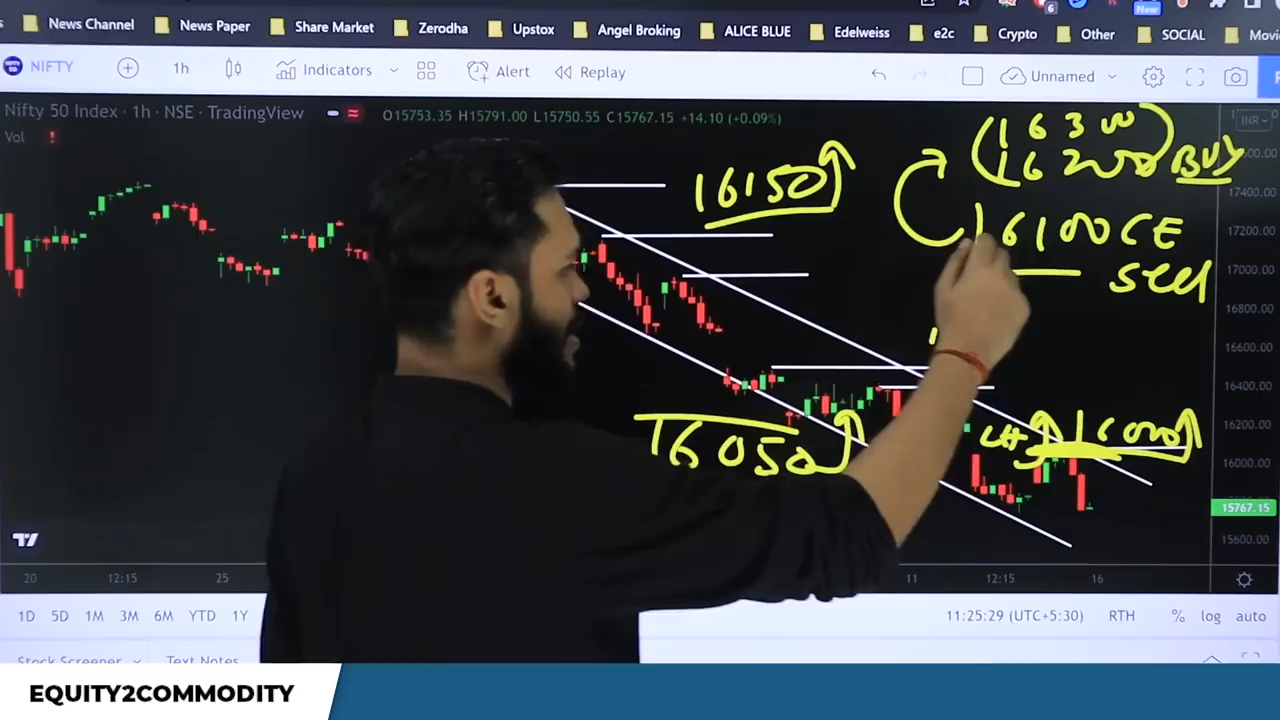 News Channel News Paper Share Market Zerodha Upstox Angel Broking ALICE BLUE Edelweiss e2c Crypto Other SOCIAL Movi
6 New
NIFTY 1h Indicators Alert Replay Unnamed
Nifty 50 Index · 1h · NSE · TradingView
O15753.35 H15791.00 L15750.55 C15767.15 +14.10 (+0.09%)
Vol !
INR
16300
16200 BUY
16150
16100 CE
sell
17400.00
17200.00
17000.00
16800.00
16600.00
16400.00
16200.00
16000.00
16050
LH
16000
15767.15
15600.00
20 12:15 25 11 12:15 16
1D 5D 1M 3M 6M YTD 1Y
11:25:29 (UTC+5:30) RTH % log auto
Stock Screener Text Notes
EQUITY2COMMODITY